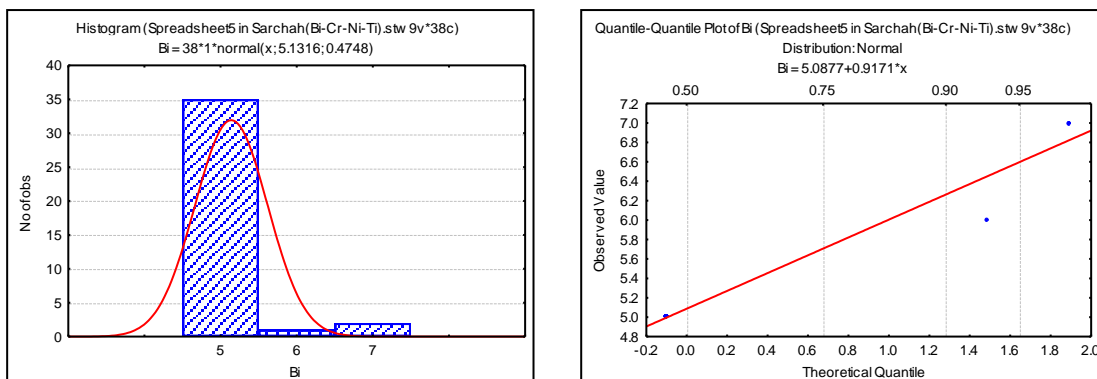 Histogram (Spreadsheet5 in Sarchah(Bi-Cr-Ni-Ti).stw 9v*38c)
Bi = 38*1*normal(x; 5.1316; 0.4748)
40
35
30
25
20
15
10
5
0
No of obs
5 6 7
Bi
Quantile-Quantile Plot of Bi (Spreadsheet5 in Sarchah(Bi-Cr-Ni-Ti).stw 9v*38c)
Distribution: Normal
Bi = 5.0877+0.9171*x
0.50 0.75 0.90 0.95
7.2
7.0
6.8
6.6
6.4
6.2
6.0
5.8
5.6
5.4
5.2
5.0
4.8
Observed Value
-0.2 0.0 0.2 0.4 0.6 0.8 1.0 1.2 1.4 1.6 1.8 2.0
Theoretical Quantile